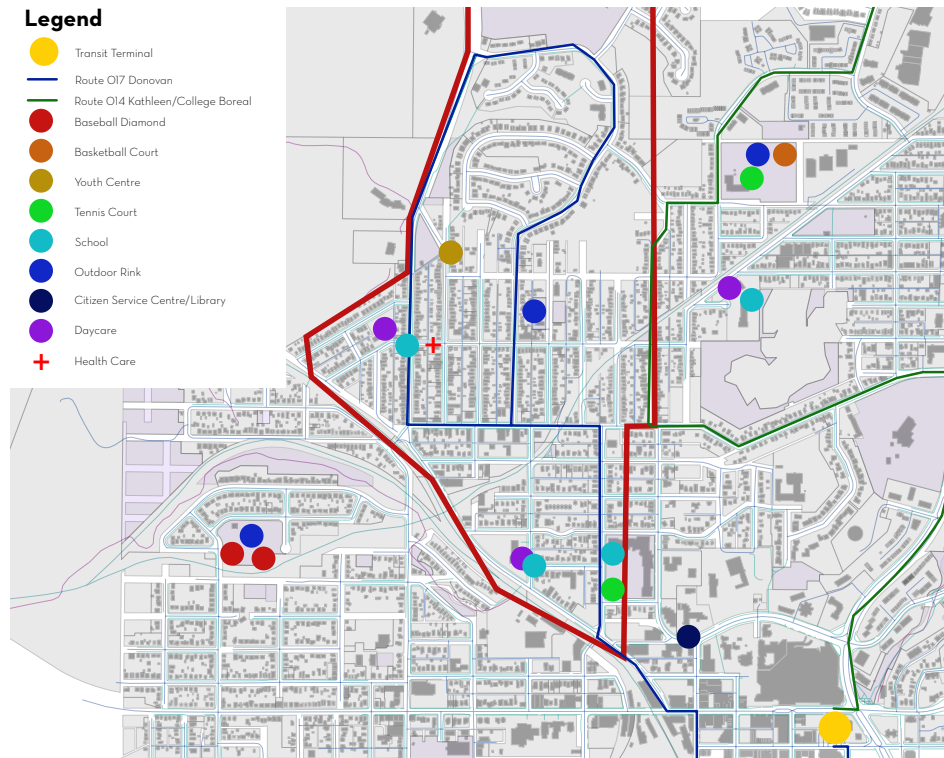 Legend
Transit Terminal
Route 017 Donovan
Route 014 Kathleen/College Boreal
Baseball Diamond
Basketball Court
Youth Centre
Tennis Court
School
Outdoor Rink
Citizen Service Centre/Library
Daycare
Health Care